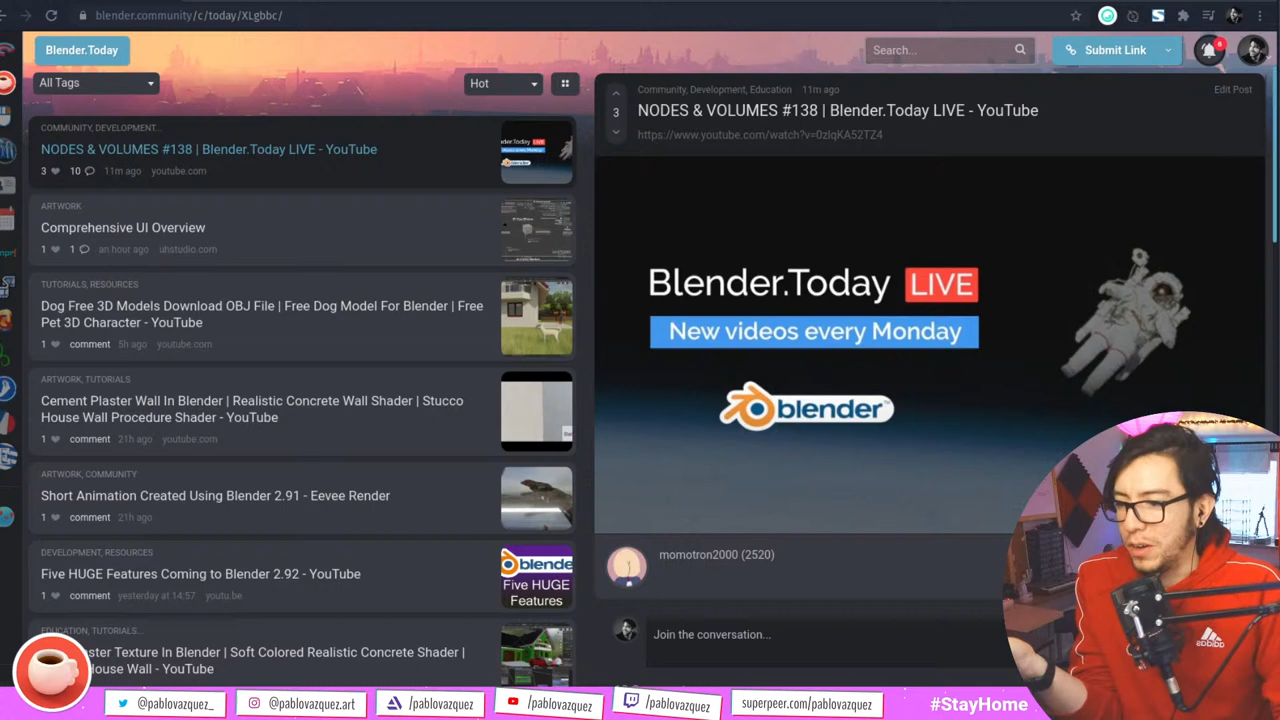 blender.community/c/today/XLgbbc/
Blender.Today
Search...
Submit Link
6
All Tags
Hot
COMMUNITY, DEVELOPMENT...
NODES & VOLUMES #138 | Blender.Today LIVE - YouTube
3 10 11m ago youtube.com
ARTWORK
Comprehensive UI Overview
1 1 an hour ago uhstudio.com
TUTORIALS, RESOURCES
Dog Free 3D Models Download OBJ File | Free Dog Model For Blender | Free
Pet 3D Character - YouTube
1 comment 5h ago youtube.com
ARTWORK, TUTORIALS
Cement Plaster Wall In Blender | Realistic Concrete Wall Shader | Stucco
House Wall Procedure Shader - YouTube
1 comment 21h ago youtube.com
ARTWORK, COMMUNITY
Short Animation Created Using Blender 2.91 - Eevee Render
1 comment 21h ago
DEVELOPMENT, RESOURCES
Five HUGE Features Coming to Blender 2.92 - YouTube
1 comment yesterday at 14:57 youtu.be
blende
Five HUGE
Features
EDUCATION, TUTORIALS...
ster Texture In Blender | Soft Colored Realistic Concrete Shader |
House Wall - YouTube
Community, Development, Education 11m ago
Edit Post
3
NODES & VOLUMES #138 | Blender.Today LIVE - YouTube
https://www.youtube.com/watch?v=0ziqKA52TZ4
Blender.Today LIVE
New videos every Monday
blender
momotron2000 (2520)
Join the conversation...
adidas
@pablovazquez_
@pablovazquez.art
/pablovazquez
/pablovazquez
/pablovazquez
superpeer.com/pablovazquez
#StayHome